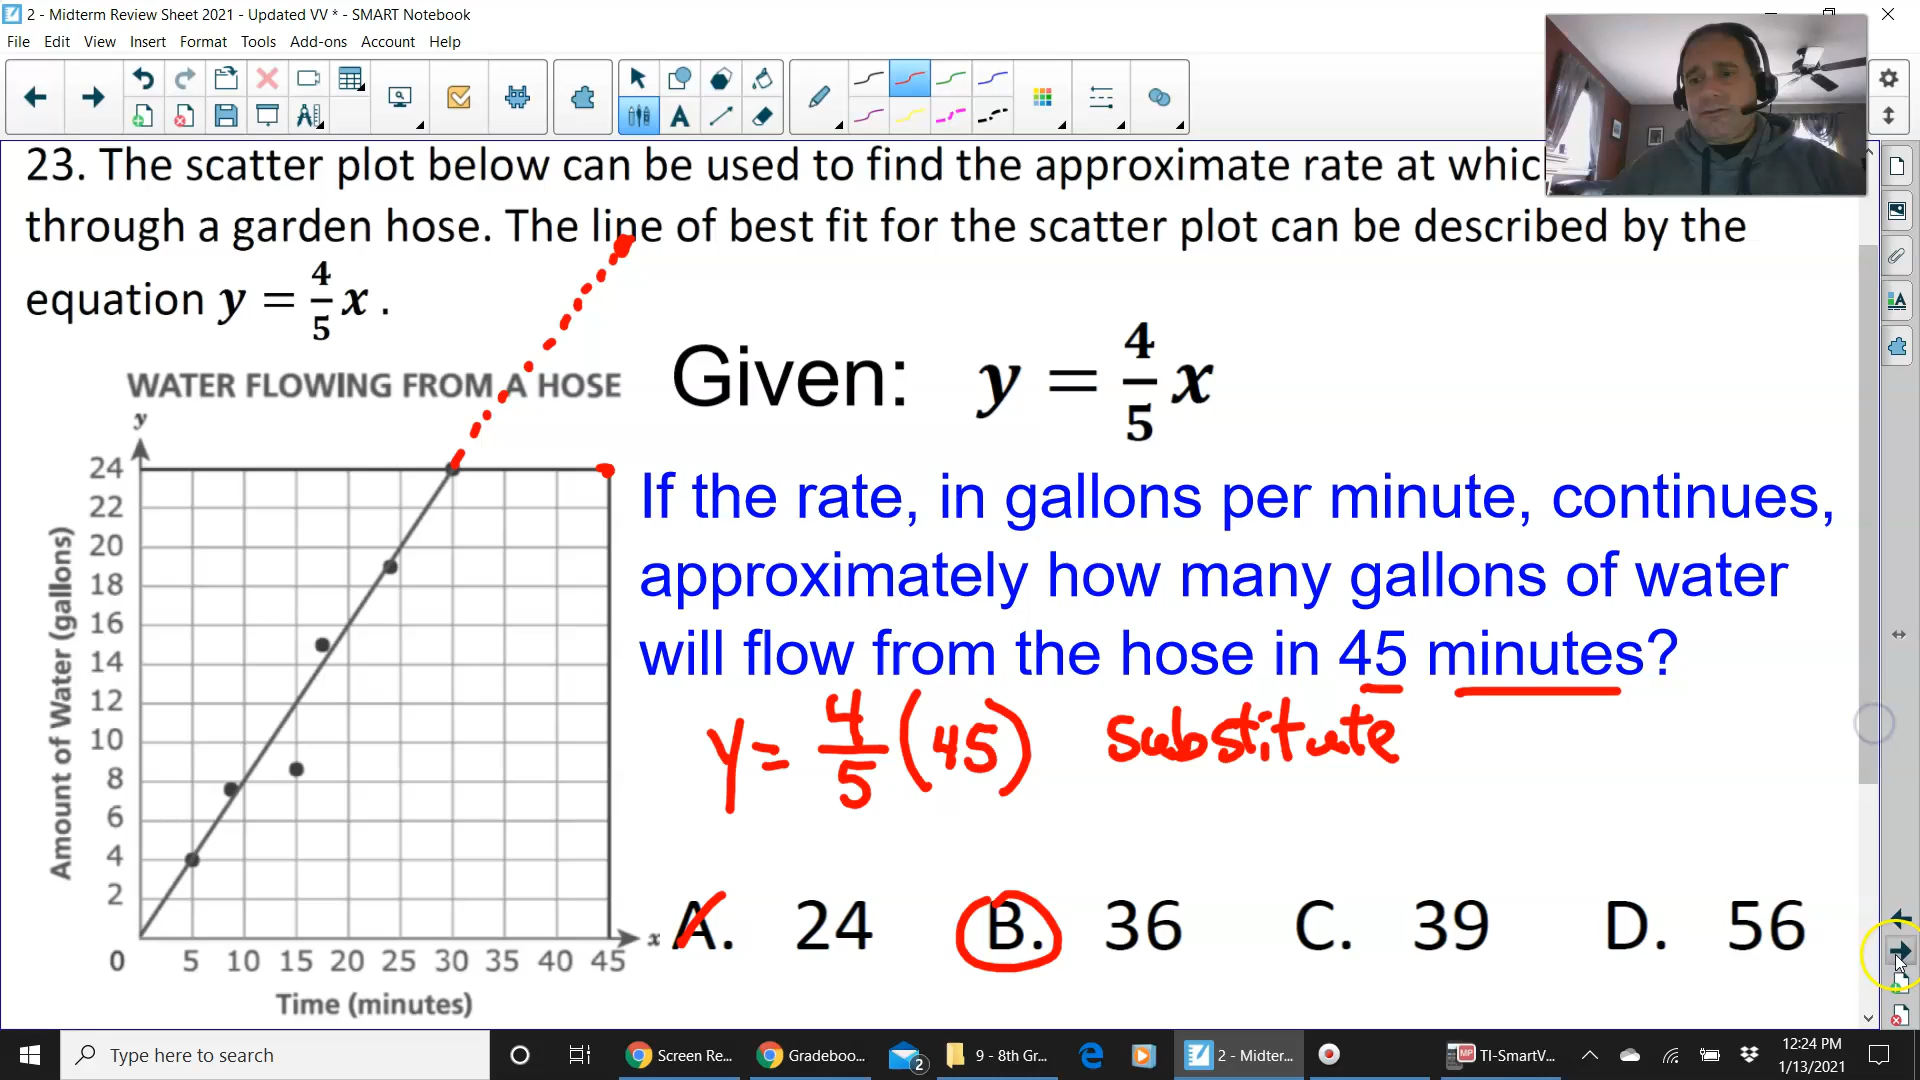 2 - Midterm Review Sheet 2021 - Updated VV * - SMART Notebook
File Edit View Insert Format Tools Add-ons Account Help
23. The scatter plot below can be used to find the approximate rate at
through a garden hose. The line of best fit for the scatter plot can be described by the
equation y = 4/5 x .
WATER FLOWING FROM A HOSE
y
Amount of Water (gallons)
24
22
20
18
16
14
12
10
8
6
4
2
0 5 10 15 20 25 30 35 40 45
x
Time (minutes)
Given: y = 4/5 x
If the rate, in gallons per minute, continues,
approximately how many gallons of water
will flow from the hose in 45 minutes?
y = 4/5 (45) substitute
A. 24 B. 36 C. 39 D. 56
Type here to search
Screen Re...
Gradeboo...
2
9 - 8th Gr...
2 - Midter...
MP
TI-SmartV...
12:24 PM
1/13/2021